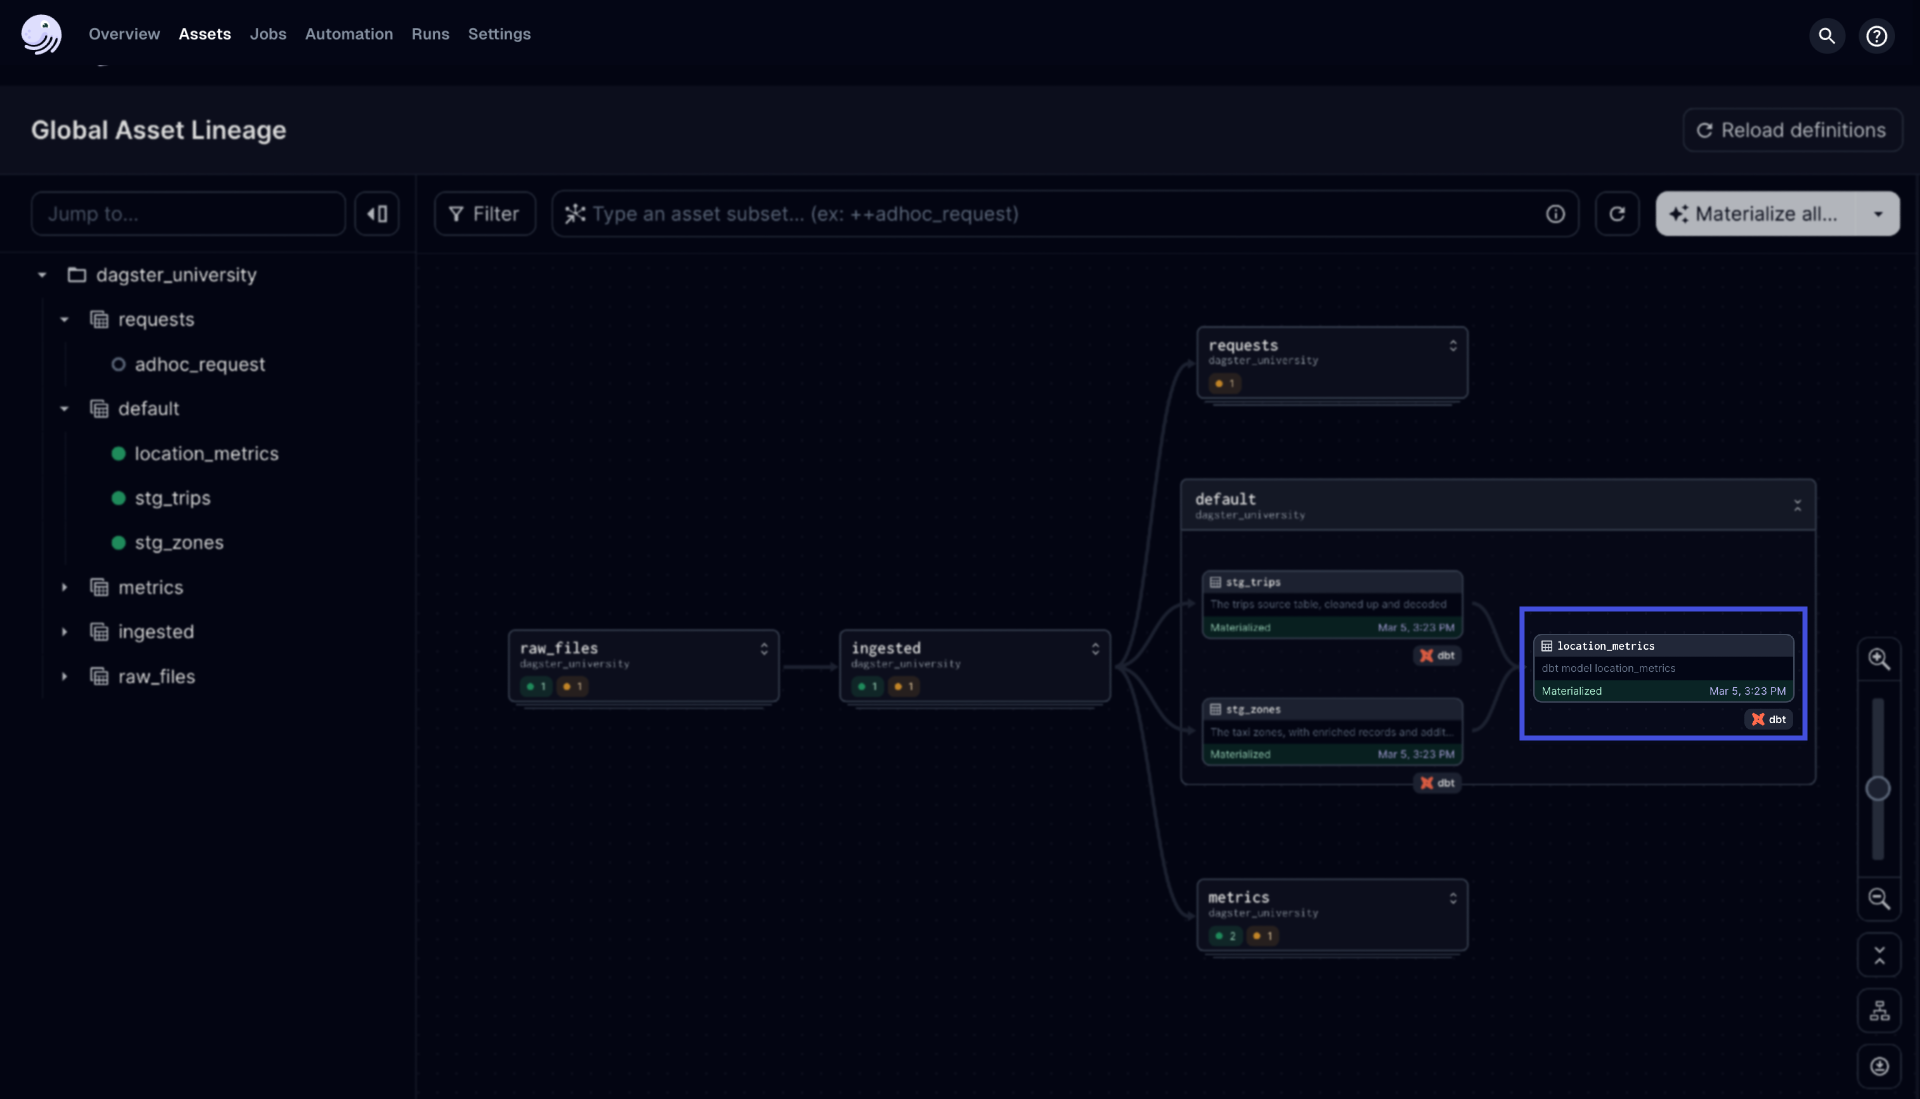 Overview Assets Jobs Automation Runs Settings
Global Asset Lineage
Reload definitions
Jump to...
Filter
Type an asset subset... (ex: ++adhoc_request)
Materialize all...
dagster_university
requests
adhoc_request
default
location_metrics
stg_trips
stg_zones
metrics
ingested
raw_files
raw_files
dagster_university
1 1
ingested
dagster_university
1 1
requests
dagster_university
1
default
dagster_university
stg_trips
The trips source table, cleaned up and decoded
Materialized Mar 5, 3:23 PM
dbt
stg_zones
The taxi zones, with enriched records and addit...
Materialized Mar 5, 3:23 PM
dbt
location_metrics
dbt model location_metrics
Materialized Mar 5, 3:23 PM
dbt
metrics
dagster_university
2 1